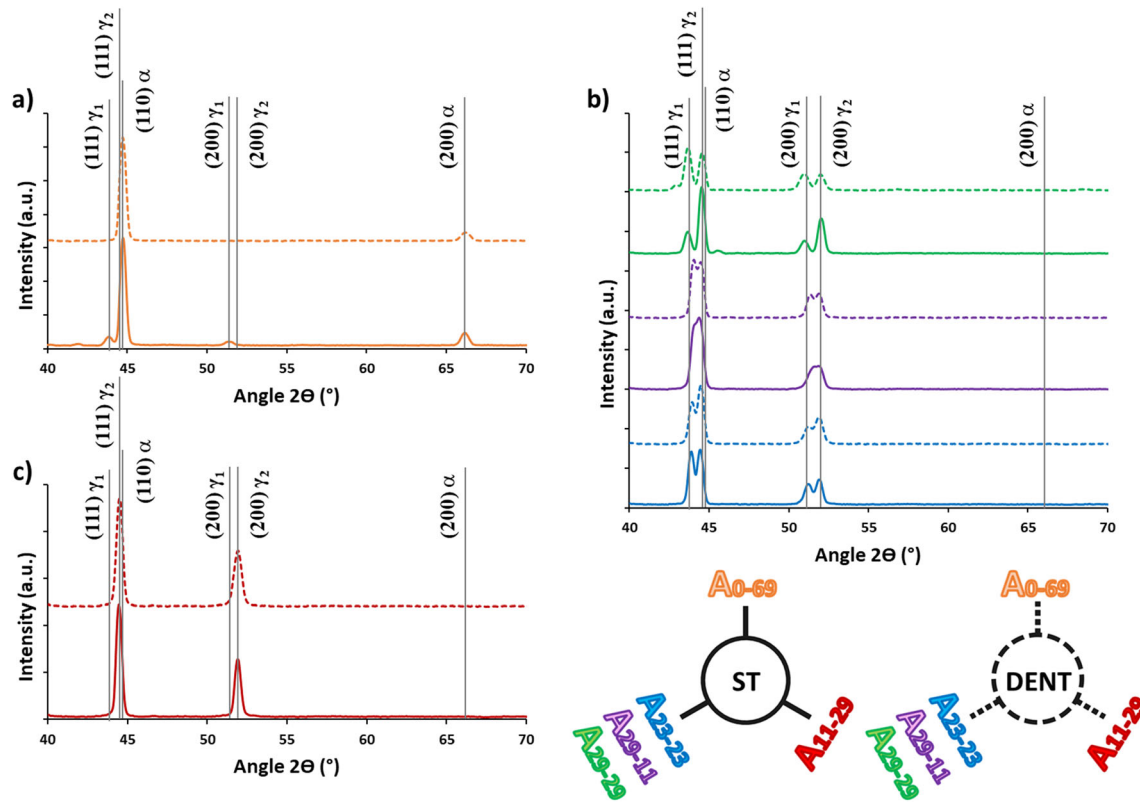 a)
(111) γ1
(111) γ2
(110) α
(200) γ1
(200) γ2
(200) α
Intensity (a.u.)
40 45 50 55 60 65 70
Angle 2Θ (°)
b)
(111) γ1
(111) γ2
(110) α
(200) γ1
(200) γ2
(200) α
Intensity (a.u.)
40 45 50 55 60 65 70
Angle 2Θ (°)
c)
(111) γ1
(111) γ2
(110) α
(200) γ1
(200) γ2
(200) α
Intensity (a.u.)
40 45 50 55 60 65 70
Angle 2Θ (°)
A0-69
ST
A29-29
A29-11
A23-23
A11-29
A0-69
DENT
A29-29
A29-11
A23-23
A11-29